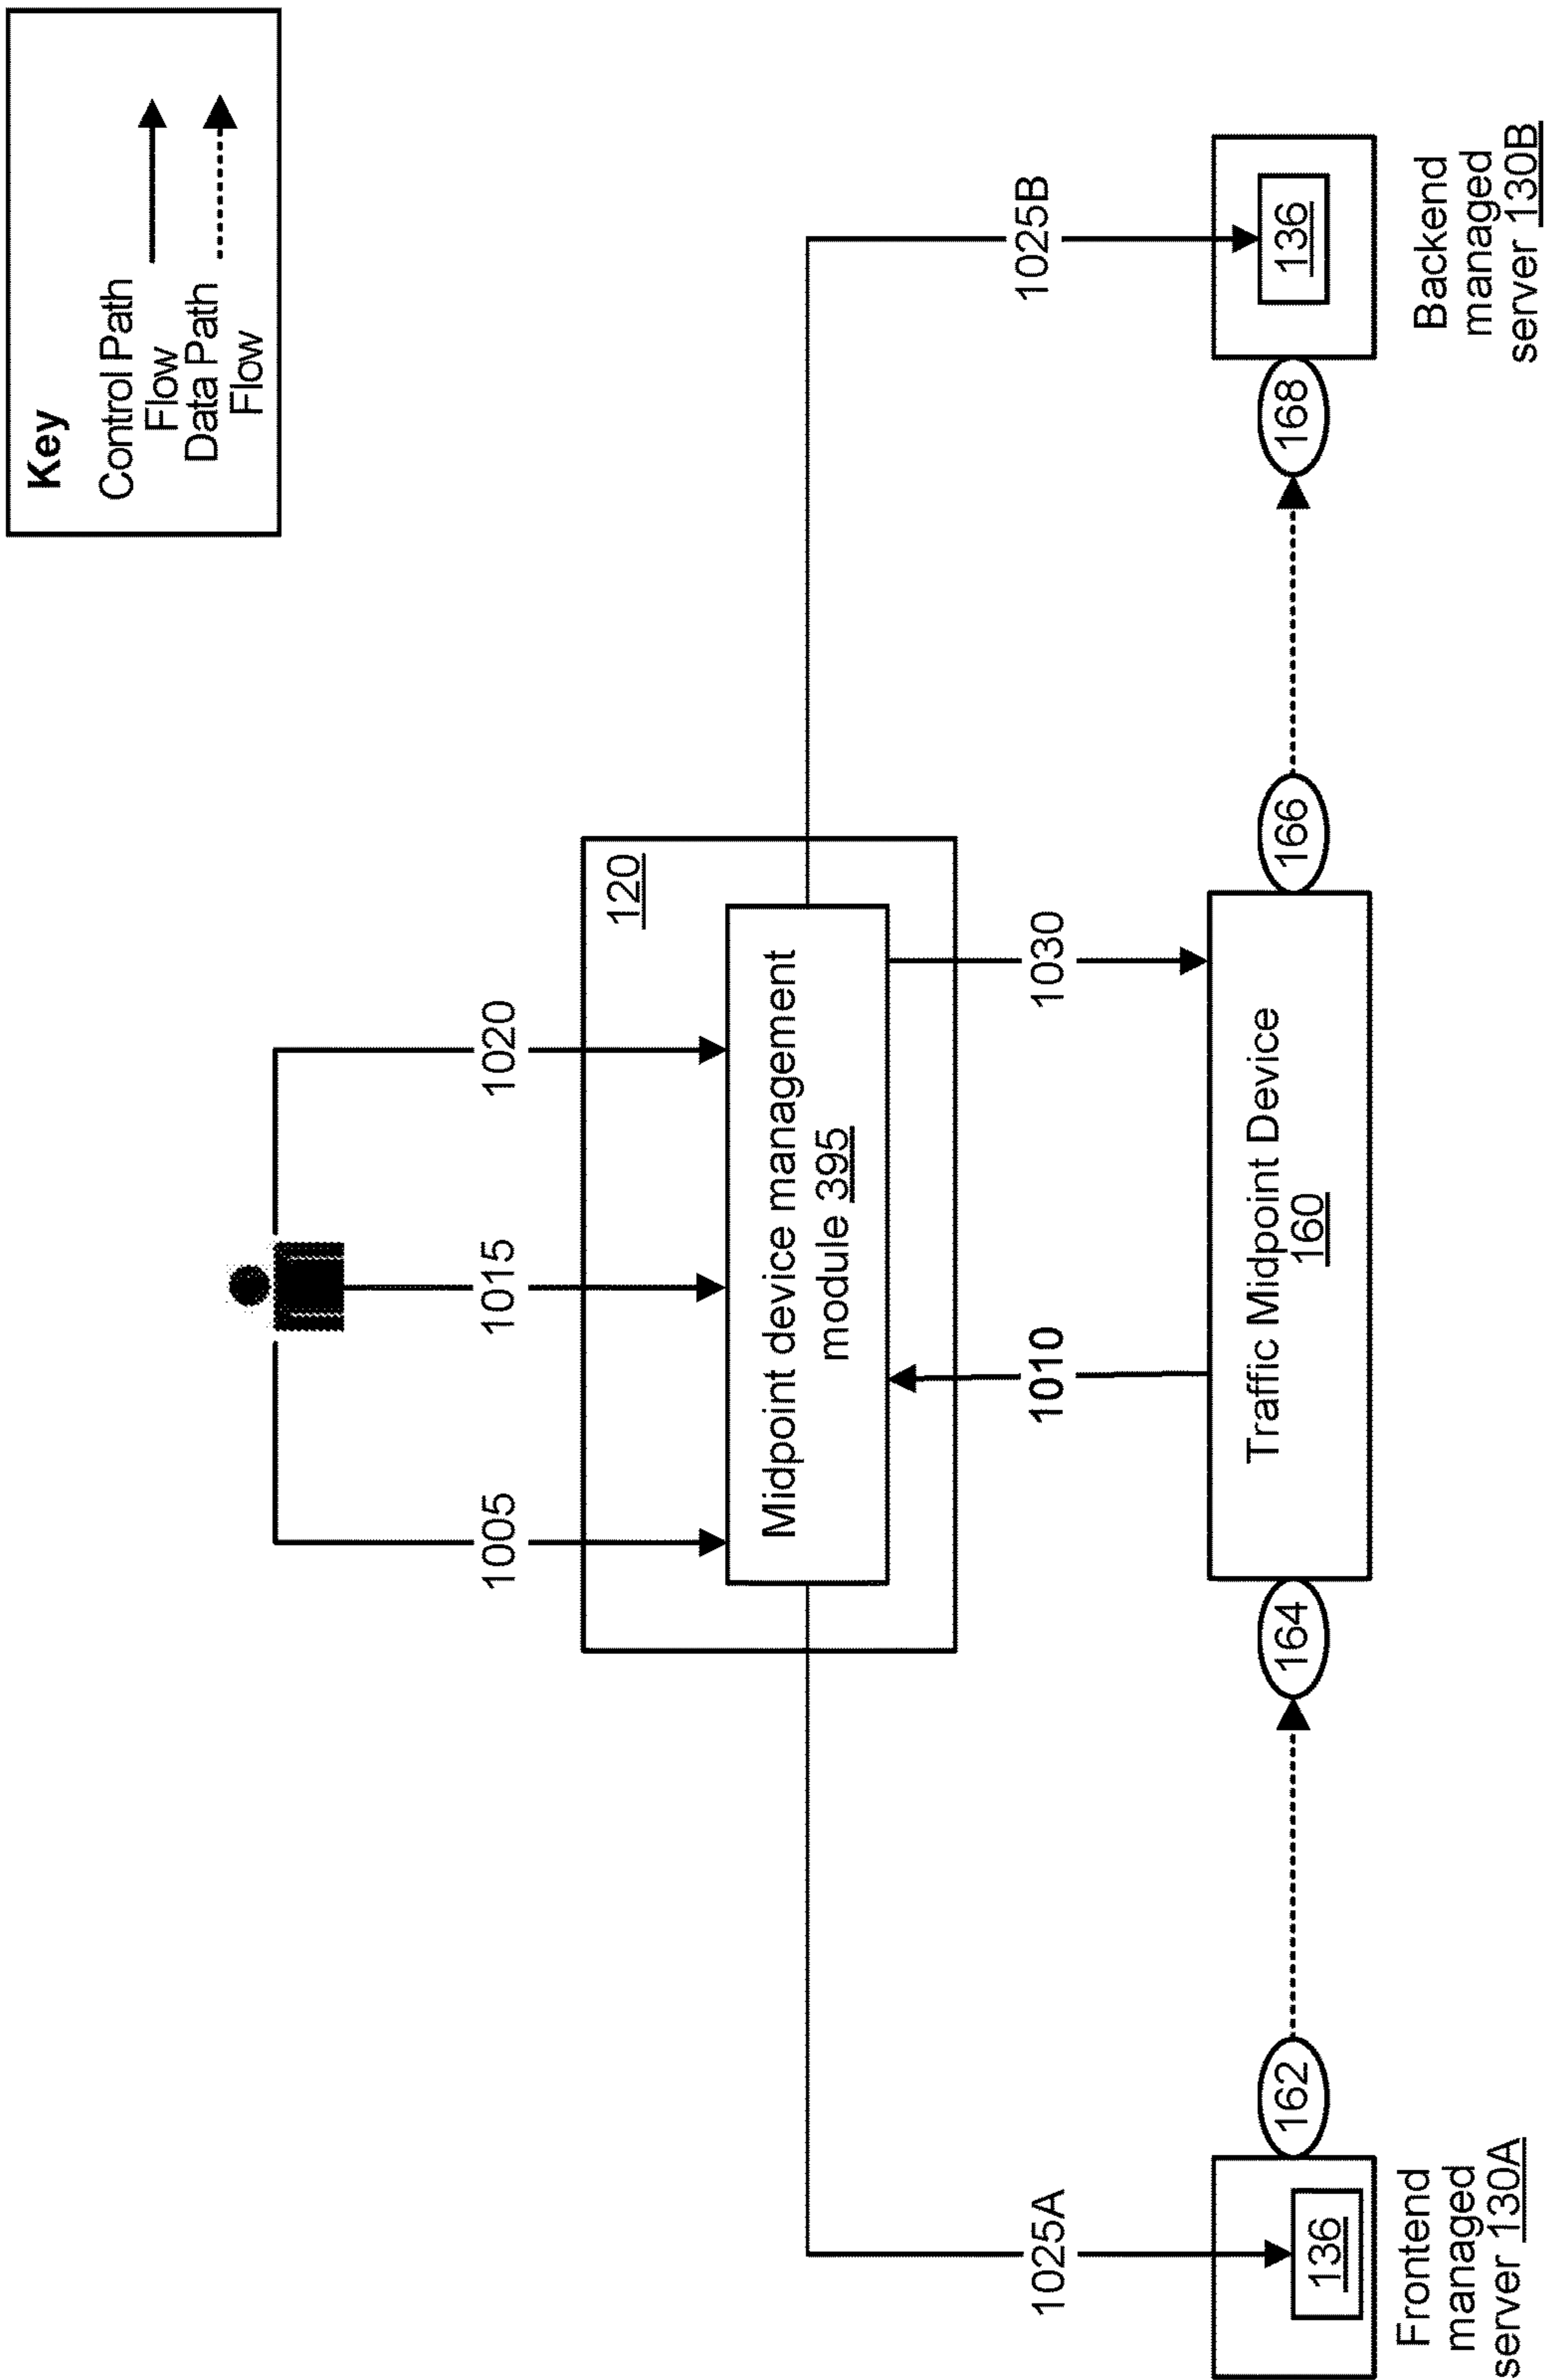 Key
Control Path
Flow
Data Path
Flow
1005
1015
1020
120
Midpoint device management
module 395
1025A
1010
1030
1025B
136
162
164
Traffic Midpoint Device
160
166
168
136
Frontend
managed
server 130A
Backend
managed
server 130B